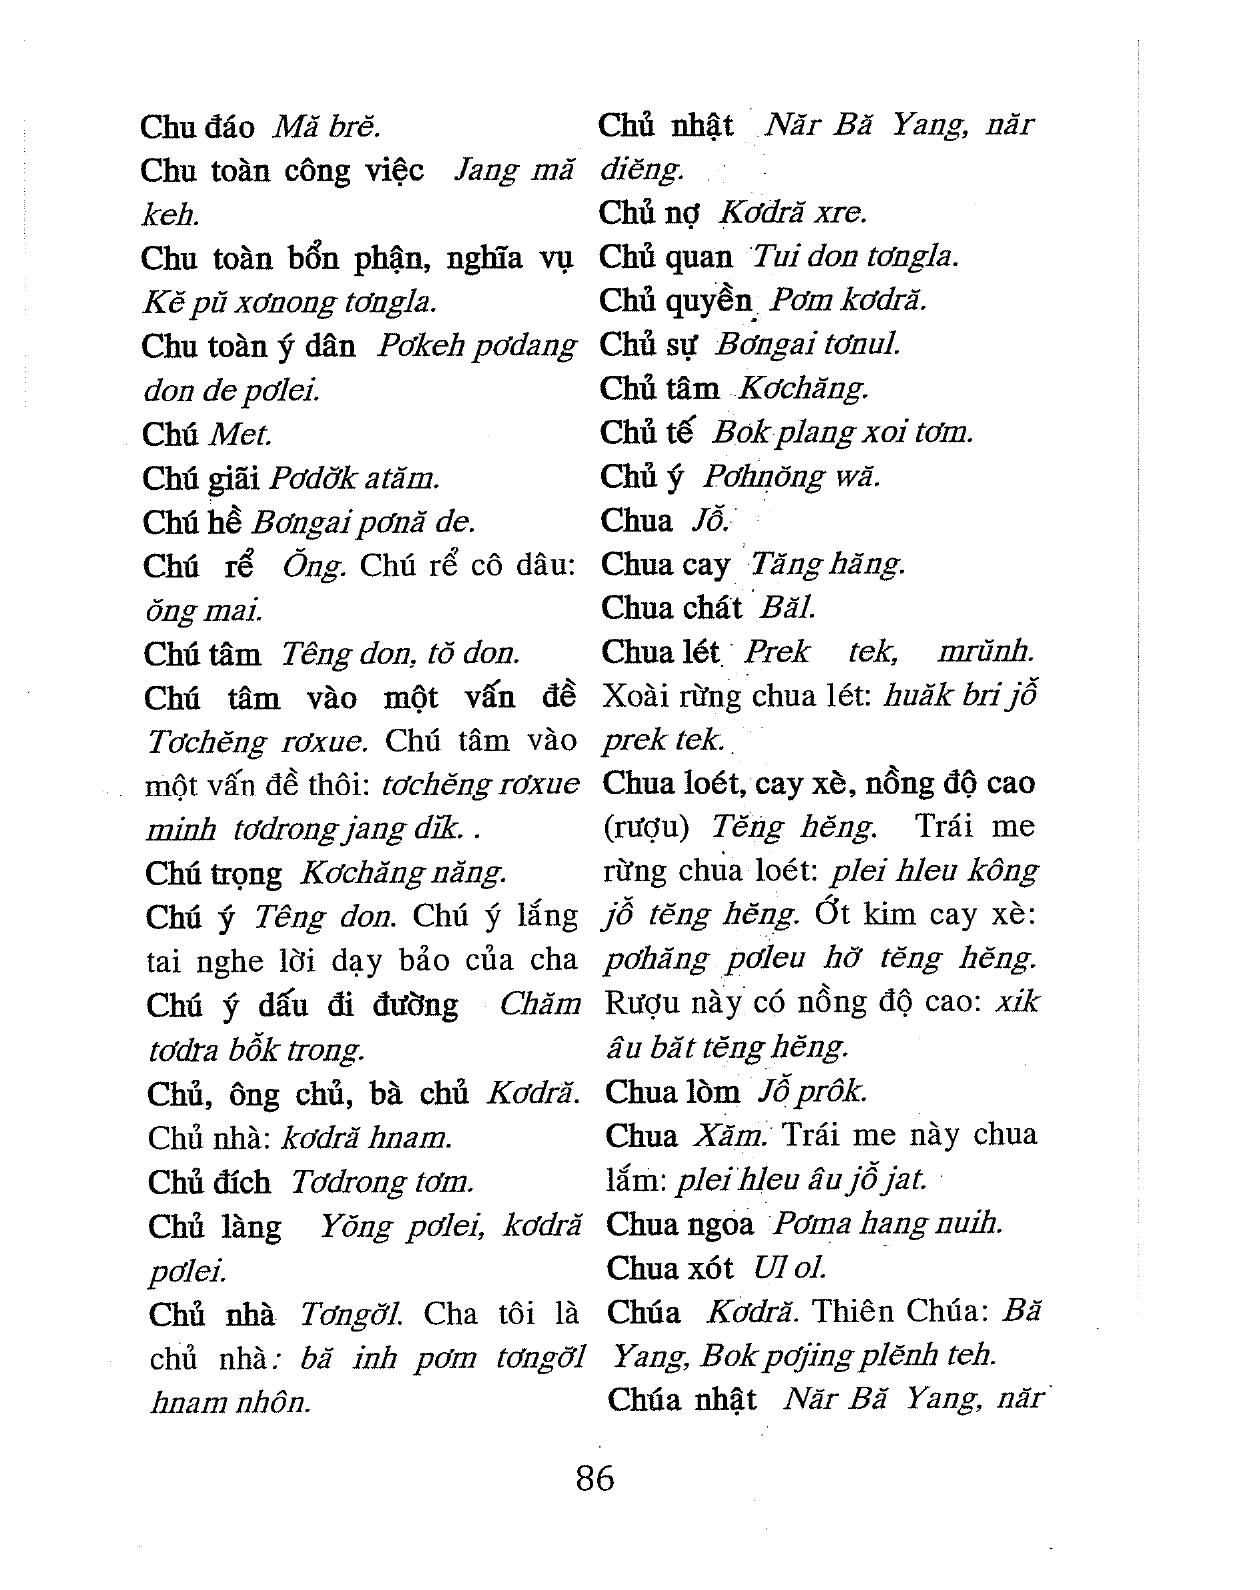 Chu đáo Mă brĕ.
Chu toàn công việc Jang mă
keh.
Chu toàn bổn phận, nghĩa vụ
Kĕ pŭ xơnong tơngla.
Chu toàn ý dân Pơkeh pơdang
don de pơlei.
Chú Met.
Chú giãi Pơdơ̆k atăm.
Chú hề Bơngai pơnă de.
Chú rể Ŏng. Chú rể cô dâu:
ŏng mai.
Chú tâm Têng don, tŏ don.
Chú tâm vào một vấn đề
Tơchĕng rơxue. Chú tâm vào
một vấn đề thôi: tơchĕng rơxue
minh tơdrong jang dĭk. .
Chú trọng Kơchăng năng.
Chú ý Têng don. Chú ý lắng
tai nghe lời dạy bảo của cha
Chú ý dấu đi đường Chăm
tơdra bô̆k trong.
Chủ, ông chủ, bà chủ Kơdră.
Chủ nhà: kơdră hnam.
Chủ đích Tơdrong tơm.
Chủ làng Yŏng pơlei, kơdră
pơlei.
Chủ nhà Tơngơ̆l. Cha tôi là
chủ nhà: bă inh pơm tơngơ̆l
hnam nhôn.
Chủ nhật Năr Bă Yang, năr
diĕng.
Chủ nợ Kơdră xre.
Chủ quan Tui don tơngla.
Chủ quyền Pơm kơdră.
Chủ sự Bơngai tơnul.
Chủ tâm Kơchăng.
Chủ tế Bok plang xoi tơm.
Chủ ý Pơhnŏng wă.
Chua Jô̆.
Chua cay Tăng hăng.
Chua chát Băl.
Chua lét Prek tek, mrŭnh.
Xoài rừng chua lét: huăk bri jô̆
prek tek.
Chua loét, cay xè, nồng độ cao
(rượu) Tĕng hĕng. Trái me
rừng chua loét: plei hleu kông
jô̆ tĕng hĕng. Ớt kim cay xè:
pơhăng pơleu hơ̆ tĕng hĕng.
Rượu này có nồng độ cao: xik
âu băt tĕng hĕng.
Chua lòm Jô̆ prôk.
Chua Xăm. Trái me này chua
lắm: plei hleu âu jô̆ jat.
Chua ngoa Pơma hang nuih.
Chua xót Ul ol.
Chúa Kơdră. Thiên Chúa: Bă
Yang, Bok pơjing plĕnh teh.
Chúa nhật Năr Bă Yang, năr
86